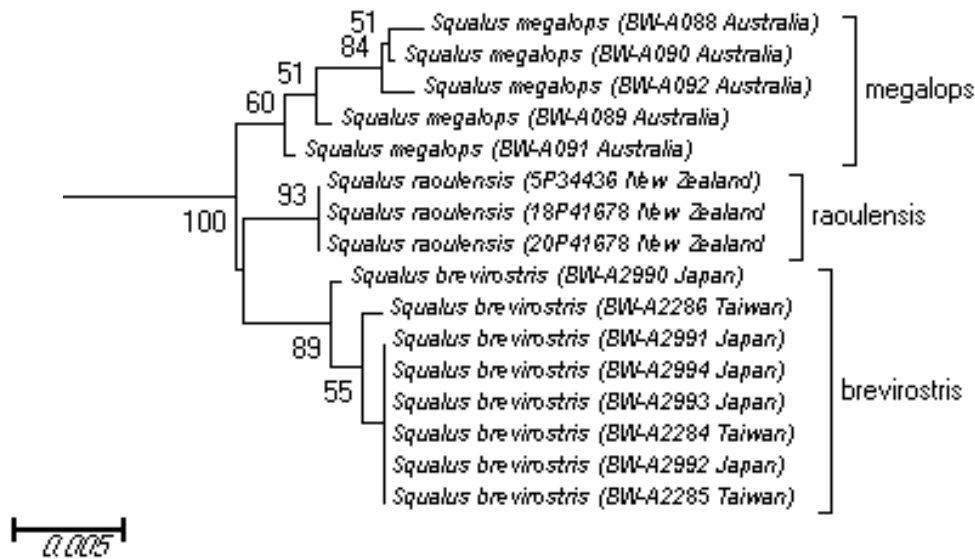 51 Squalus megalops (BW-A088 Australia)
84 Squalus megalops (BW-A090 Australia)
51 Squalus megalops (BW-A092 Australia)
megalops
60 Squalus megalops (BW-A089 Australia)
Squalus megalops (BW-A091 Australia)
93 Squalus raoulensis (5P34436 New Zealand)
100 Squalus raoulensis (18P41678 New Zealand
raoulensis
Squalus raoulensis (20P41678 New Zealand
Squalus brevirostris (BW-A2990 Japan)
Squalus brevirostris (BW-A2286 Taiwan)
89 Squalus brevirostris (BW-A2991 Japan)
Squalus brevirostris (BW-A2994 Japan)
55 Squalus brevirostris (BW-A2993 Japan)
brevirostris
Squalus brevirostris (BW-A2284 Taiwan)
Squalus brevirostris (BW-A2992 Japan)
Squalus brevirostris (BW-A2285 Taiwan)
0.005